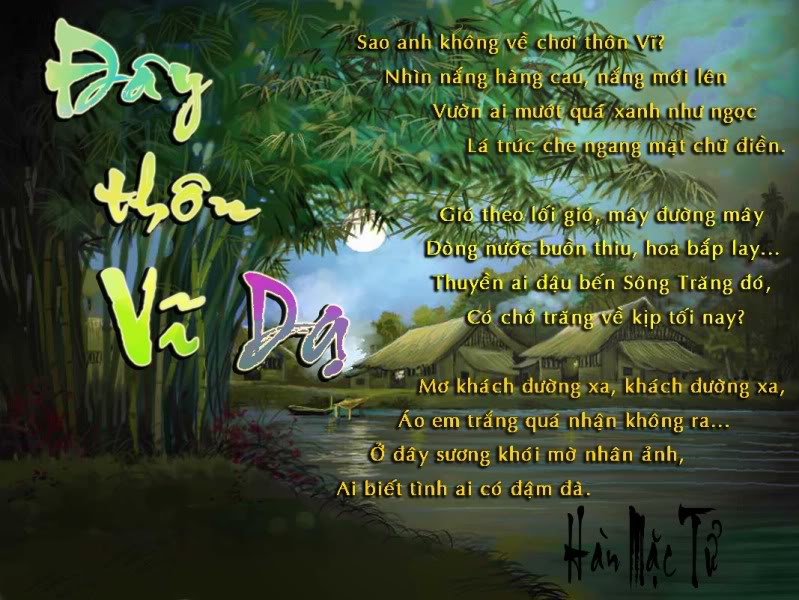 Đây
thôn
Vĩ Dạ
Sao anh không về chơi thôn Vĩ?
Nhìn nắng hàng cau, nắng mới lên
Vườn ai mướt quá xanh như ngọc
Lá trúc che ngang mặt chữ điền.
Gió theo lối gió, mây đường mây
Dòng nước buồn thiu, hoa bắp lay...
Thuyền ai đậu bến Sông Trăng đó,
Có chở trăng về kịp tối nay?
Mơ khách đường xa, khách đường xa,
Áo em trắng quá nhận không ra...
Ở đây sương khói mờ nhân ảnh,
Ai biết tình ai có đậm đà.
Hàn Mặc Tử